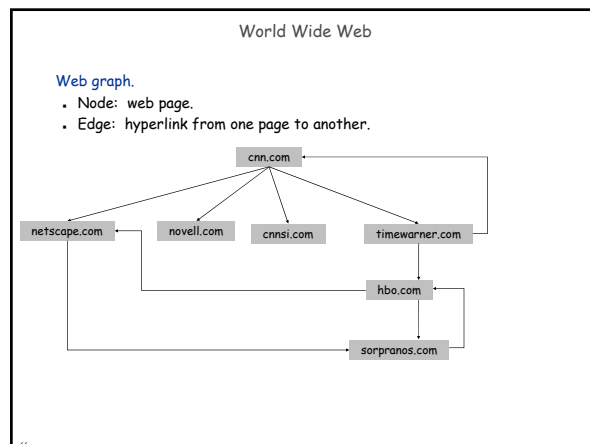 World Wide Web
Web graph.
▪ Node: web page.
▪ Edge: hyperlink from one page to another.
cnn.com
netscape.com
novell.com
cnnsi.com
timewarner.com
hbo.com
sorpranos.com